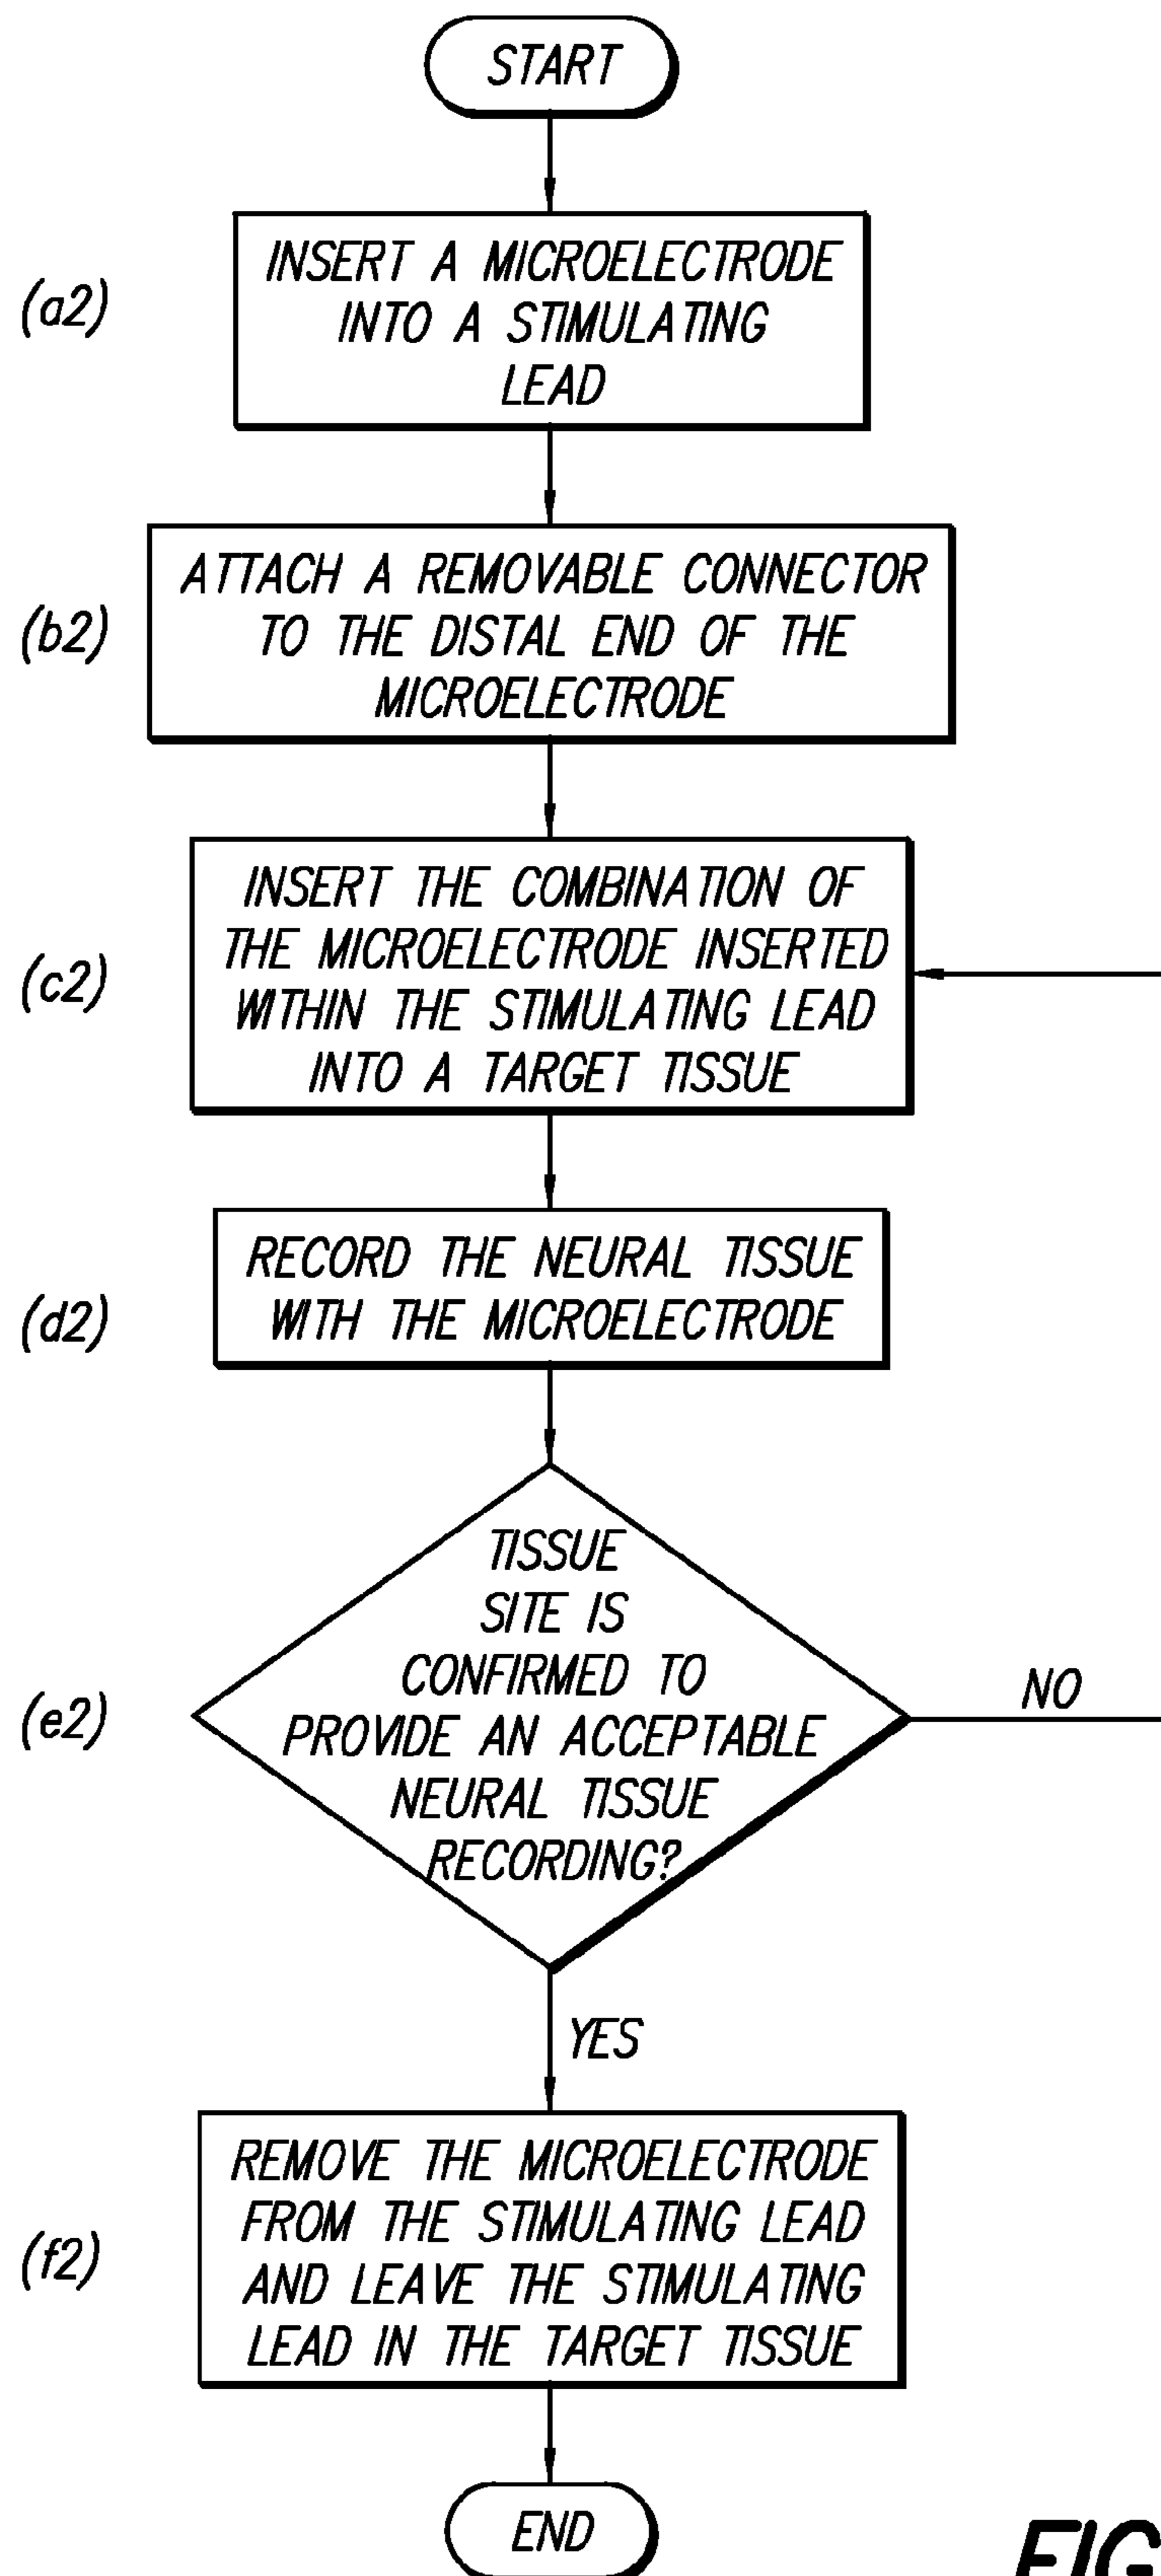 START
(a2)
INSERT A MICROELECTRODE
INTO A STIMULATING
LEAD
(b2)
ATTACH A REMOVABLE CONNECTOR
TO THE DISTAL END OF THE
MICROELECTRODE
(c2)
INSERT THE COMBINATION OF
THE MICROELECTRODE INSERTED
WITHIN THE STIMULATING LEAD
INTO A TARGET TISSUE
(d2)
RECORD THE NEURAL TISSUE
WITH THE MICROELECTRODE
(e2)
TISSUE
SITE IS
CONFIRMED TO
PROVIDE AN ACCEPTABLE
NEURAL TISSUE
RECORDING?
NO
YES
(f2)
REMOVE THE MICROELECTRODE
FROM THE STIMULATING LEAD
AND LEAVE THE STIMULATING
LEAD IN THE TARGET TISSUE
END
FIG